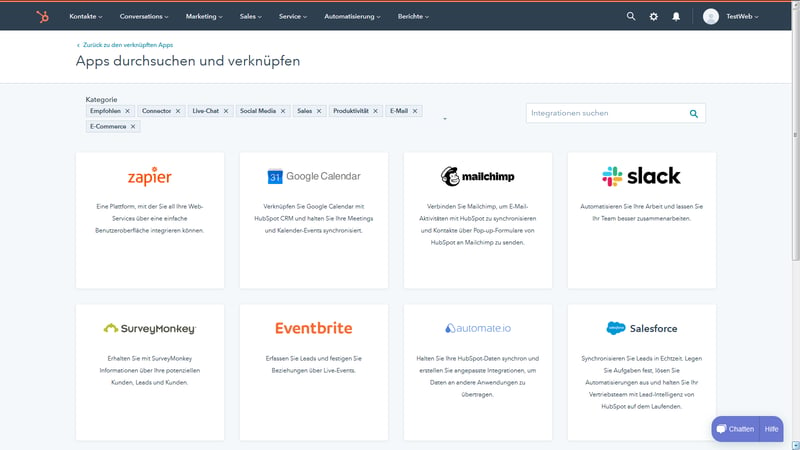 Kontakte Conversations Marketing Sales Service Automatisierung Berichte TestWeb
Zurück zu den verknüpften Apps
Apps durchsuchen und verknüpfen
Kategorie
Empfohlen × Connector × Live-Chat × Social Media × Sales × Produktivität × E-Mail ×
E-Commerce ×
Integrationen suchen
zapier
Eine Plattform, mit der Sie all Ihre Web-
Services über eine einfache
Benutzeroberfläche integrieren können.
31 Google Calendar
Verknüpfen Sie Google Calendar mit
HubSpot CRM und halten Sie Ihre Meetings
und Kalender-Events synchronisiert.
mailchimp
Verbinden Sie Mailchimp, um E-Mail-
Aktivitäten mit HubSpot zu synchronisieren
und Kontakte über Pop-up-Formulare von
HubSpot an Mailchimp zu senden.
slack
Automatisieren Sie Ihre Arbeit und lassen Sie
Ihr Team besser zusammenarbeiten.
SurveyMonkey
Erhalten Sie mit SurveyMonkey
Informationen über Ihre potenziellen
Kunden, Leads und Kunden.
Eventbrite
Erfassen Sie Leads und festigen Sie
Beziehungen über Live-Events.
automate.io
Halten Sie Ihre HubSpot-Daten synchron und
erstellen Sie angepasste Integrationen, um
Daten an andere Anwendungen zu
übertragen.
salesforce Salesforce
Synchronisieren Sie Leads in Echtzeit. Legen
Sie Aufgaben fest, lösen Sie
Automatisierungen aus und halten Sie Ihr
Vertriebsteam mit Lead-Intelligenz von
HubSpot auf dem Laufenden.
Chatten Hilfe